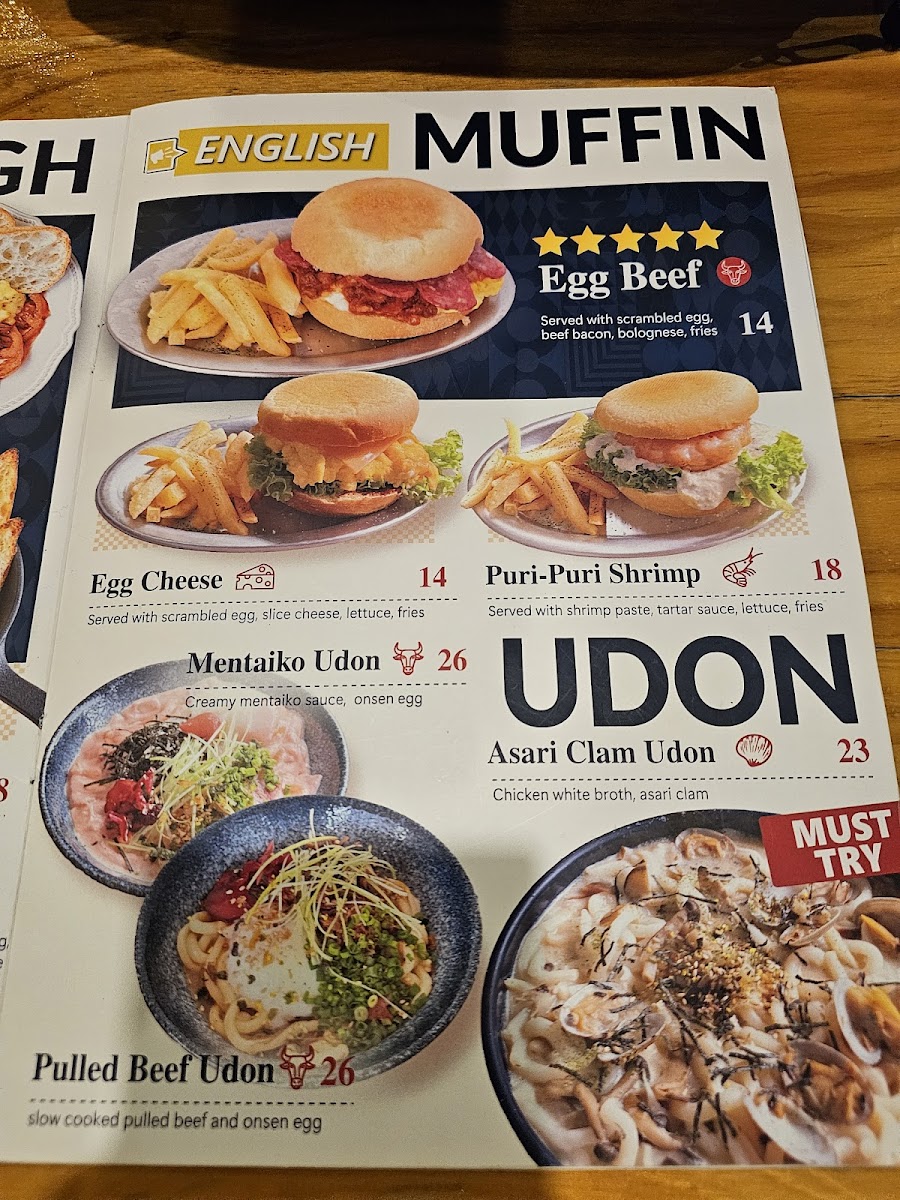 GH
ENGLISH MUFFIN
Egg Beef
Served with scrambled egg,
beef bacon, bolognese, fries
14
Egg Cheese 14
Served with scrambled egg, slice cheese, lettuce, fries
Puri-Puri Shrimp 18
Served with shrimp paste, tartar sauce, lettuce, fries
Mentaiko Udon 26
Creamy mentaiko sauce, onsen egg
UDON
Asari Clam Udon 23
Chicken white broth, asari clam
MUST
TRY
Pulled Beef Udon 26
slow cooked pulled beef and onsen egg
8
g,